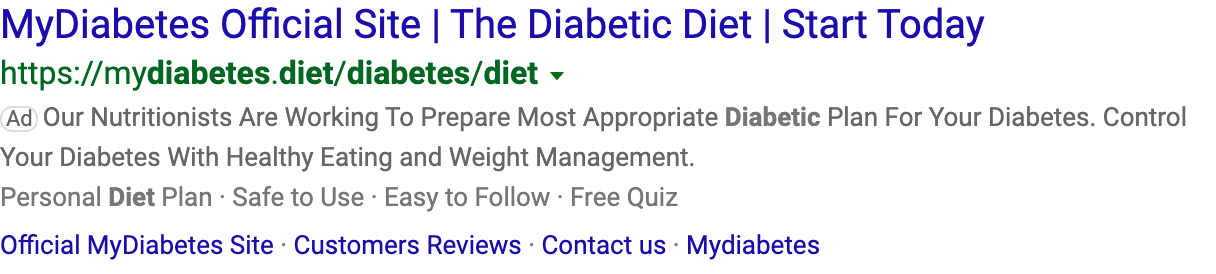 MyDiabetes Official Site | The Diabetic Diet | Start Today
https://mydiabetes.diet/diabetes/diet
Ad Our Nutritionists Are Working To Prepare Most Appropriate Diabetic Plan For Your Diabetes. Control
Your Diabetes With Healthy Eating and Weight Management.
Personal Diet Plan · Safe to Use · Easy to Follow · Free Quiz
Official MyDiabetes Site · Customers Reviews · Contact us · Mydiabetes